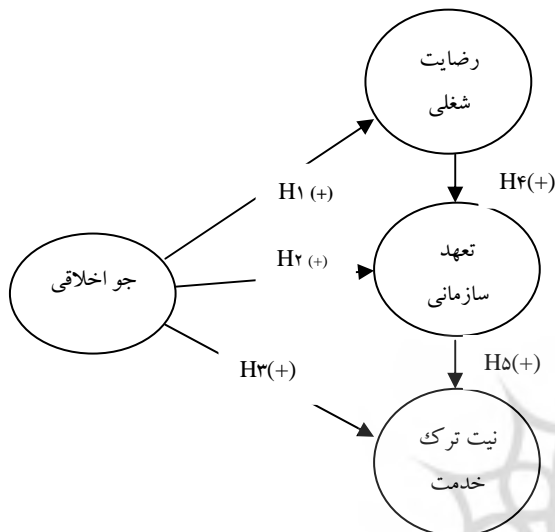 رضایت
شغلی
H۱ (+)
H۴(+)
تعهد
سازمانی
H۲ (+)
جو اخلاقی
H۳(+)
H۵(+)
نیت ترک
خدمت